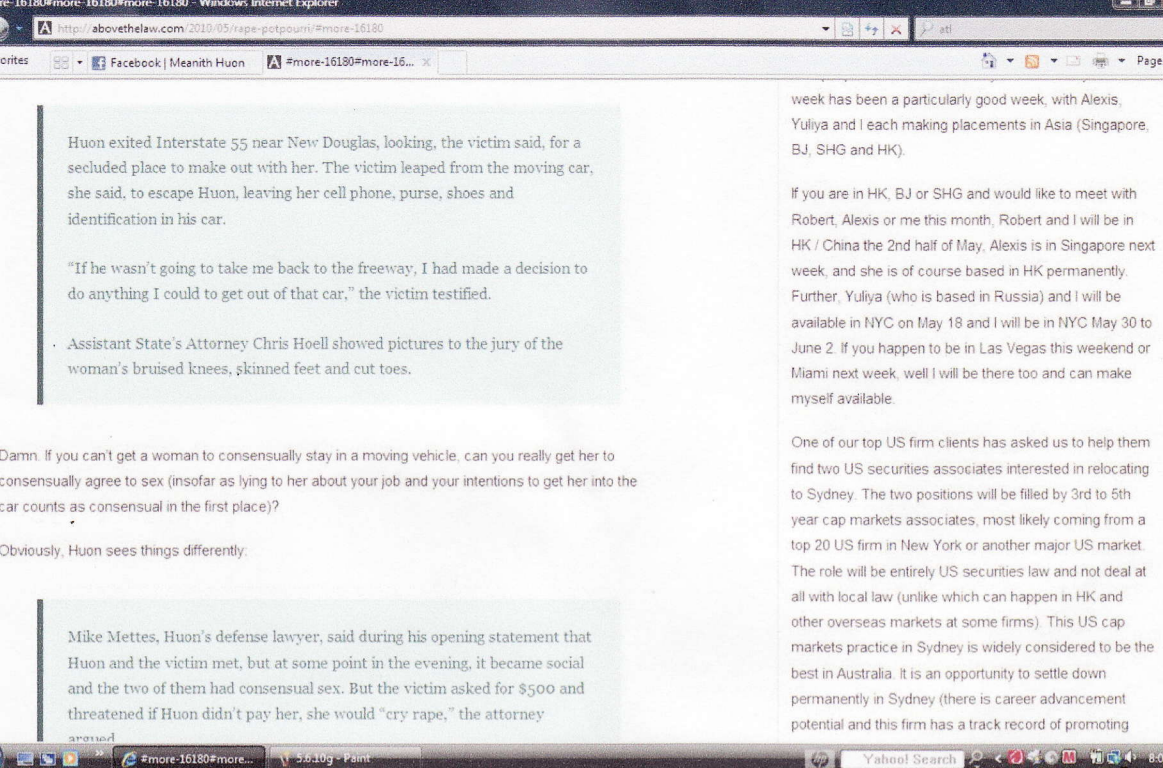 re-16180#more-16180#more-16180 - Windows Internet Explorer
http://abovethelaw.com/2010/05/rape-potpourri/#more-16180
atl
orites
Facebook | Meanith Huon
#more-16180#more-16...
Page
Huon exited Interstate 55 near New Douglas, looking, the victim said, for a
secluded place to make out with her. The victim leaped from the moving car,
she said, to escape Huon, leaving her cell phone, purse, shoes and
identification in his car.
“If he wasn’t going to take me back to the freeway, I had made a decision to
do anything I could to get out of that car,” the victim testified.
Assistant State’s Attorney Chris Hoell showed pictures to the jury of the
woman’s bruised knees, skinned feet and cut toes.
Damn. If you can't get a woman to consensually stay in a moving vehicle, can you really get her to
consensually agree to sex (insofar as lying to her about your job and your intentions to get her into the
car counts as consensual in the first place)?
Obviously, Huon sees things differently:
Mike Mettes, Huon’s defense lawyer, said during his opening statement that
Huon and the victim met, but at some point in the evening, it became social
and the two of them had consensual sex. But the victim asked for $500 and
threatened if Huon didn’t pay her, she would “cry rape,” the attorney
argued
week has been a particularly good week, with Alexis,
Yuliya and I each making placements in Asia (Singapore,
BJ, SHG and HK).
If you are in HK, BJ or SHG and would like to meet with
Robert, Alexis or me this month, Robert and I will be in
HK / China the 2nd half of May, Alexis is in Singapore next
week, and she is of course based in HK permanently.
Further, Yuliya (who is based in Russia) and I will be
available in NYC on May 18 and I will be in NYC May 30 to
June 2. If you happen to be in Las Vegas this weekend or
Miami next week, well I will be there too and can make
myself available.
One of our top US firm clients has asked us to help them
find two US securities associates interested in relocating
to Sydney. The two positions will be filled by 3rd to 5th
year cap markets associates, most likely coming from a
top 20 US firm in New York or another major US market.
The role will be entirely US securities law and not deal at
all with local law (unlike which can happen in HK and
other overseas markets at some firms). This US cap
markets practice in Sydney is widely considered to be the
best in Australia. It is an opportunity to settle down
permanently in Sydney (there is career advancement
potential and this firm has a track record of promoting
#more-16180#more...
5.6.10g - Paint
Yahoo! Search
8:0